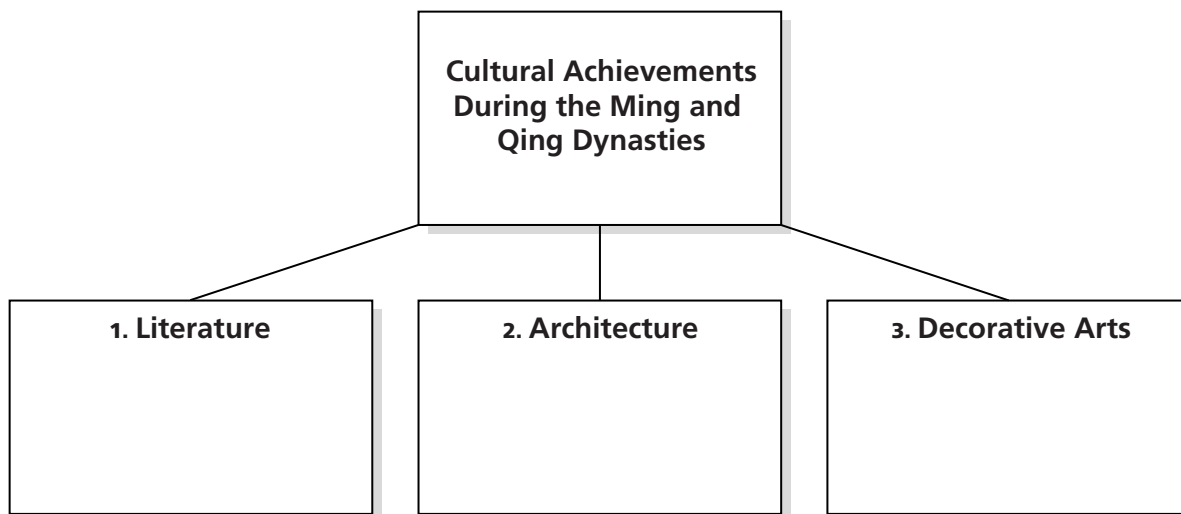 Cultural Achievements
During the Ming and
Qing Dynasties
1. Literature
2. Architecture
3. Decorative Arts